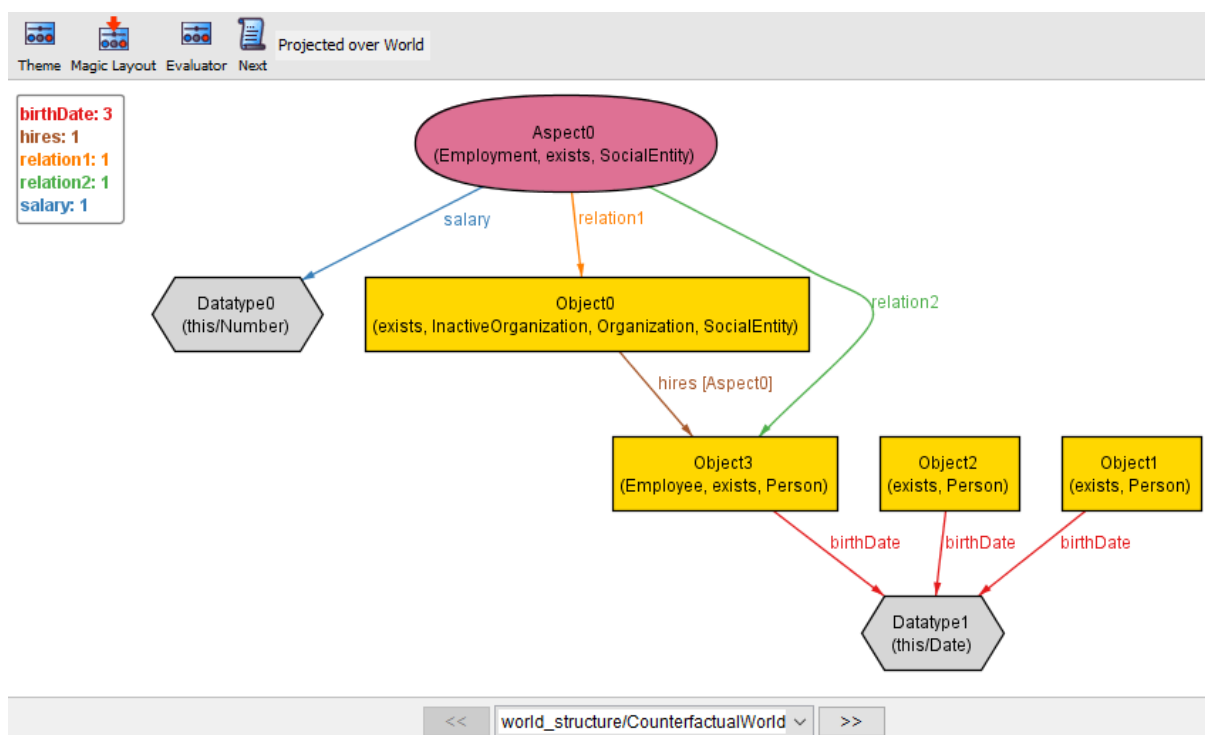 Theme Magic Layout Evaluator Next Projected over World
birthDate: 3
hires: 1
relation1: 1
relation2: 1
salary: 1
Aspect0
(Employment, exists, SocialEntity)
salary
relation1
relation2
Datatype0
(this/Number)
Object0
(exists, InactiveOrganization, Organization, SocialEntity)
hires [Aspect0]
Object3
(Employee, exists, Person)
Object2
(exists, Person)
Object1
(exists, Person)
birthDate
birthDate
birthDate
Datatype1
(this/Date)
<< world_structure/CounterfactualWorld >>